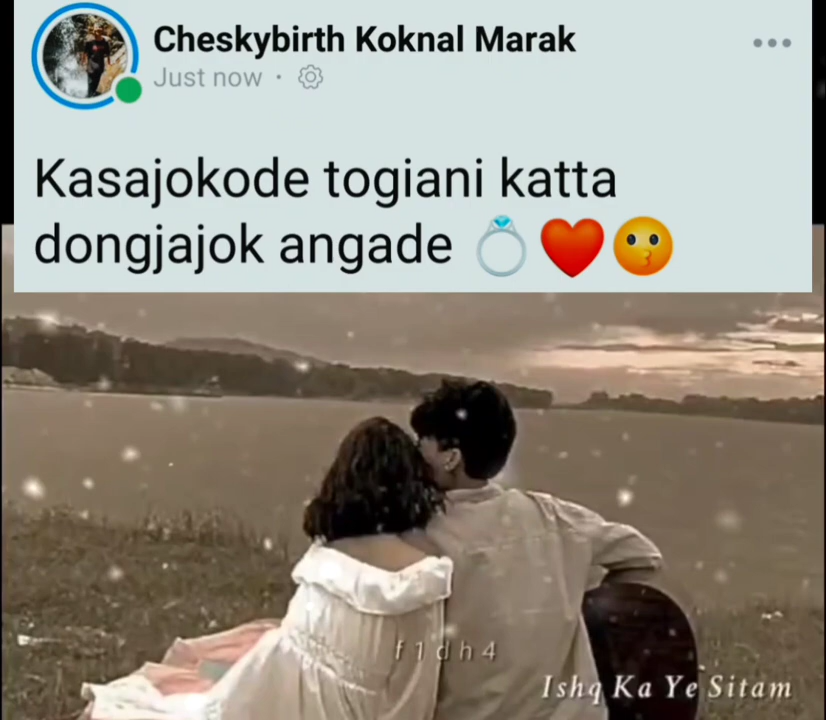 Cheskybirth Koknal Marak
Just now ·
Kasajokode togiani katta
dongjajok angade 💍❤️😗
f1dh4
Ishq Ka Ye Sitam